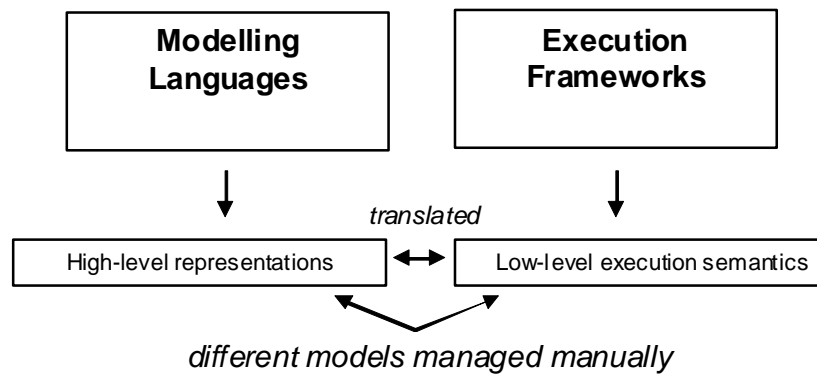 Modelling
Languages
Execution
Frameworks
translated
High-level representations
Low-level execution semantics
different models managed manually